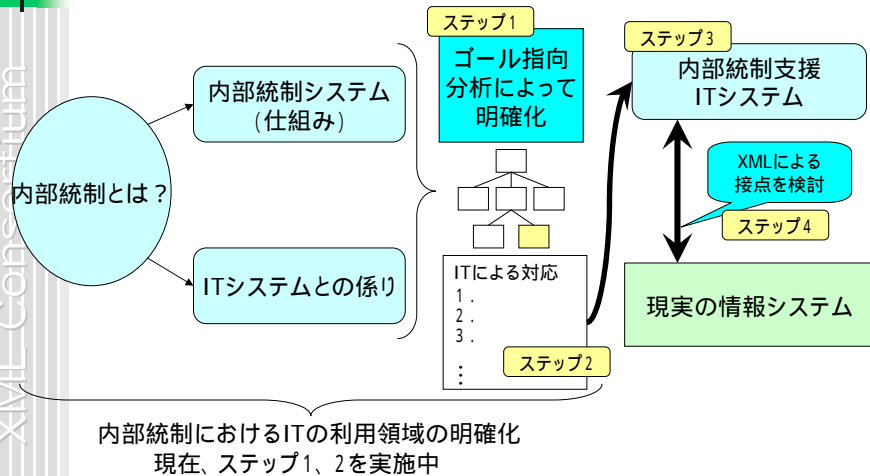 XML Consortium
内部統制とは？
内部統制システム
(仕組み)
ITシステムとの係り
ステップ1
ゴール指向
分析によって
明確化
ITによる対応
1.
2.
3.
⋮
ステップ2
ステップ3
内部統制支援
ITシステム
XMLによる
接点を検討
ステップ4
現実の情報システム
内部統制におけるITの利用領域の明確化
現在、ステップ1、2を実施中